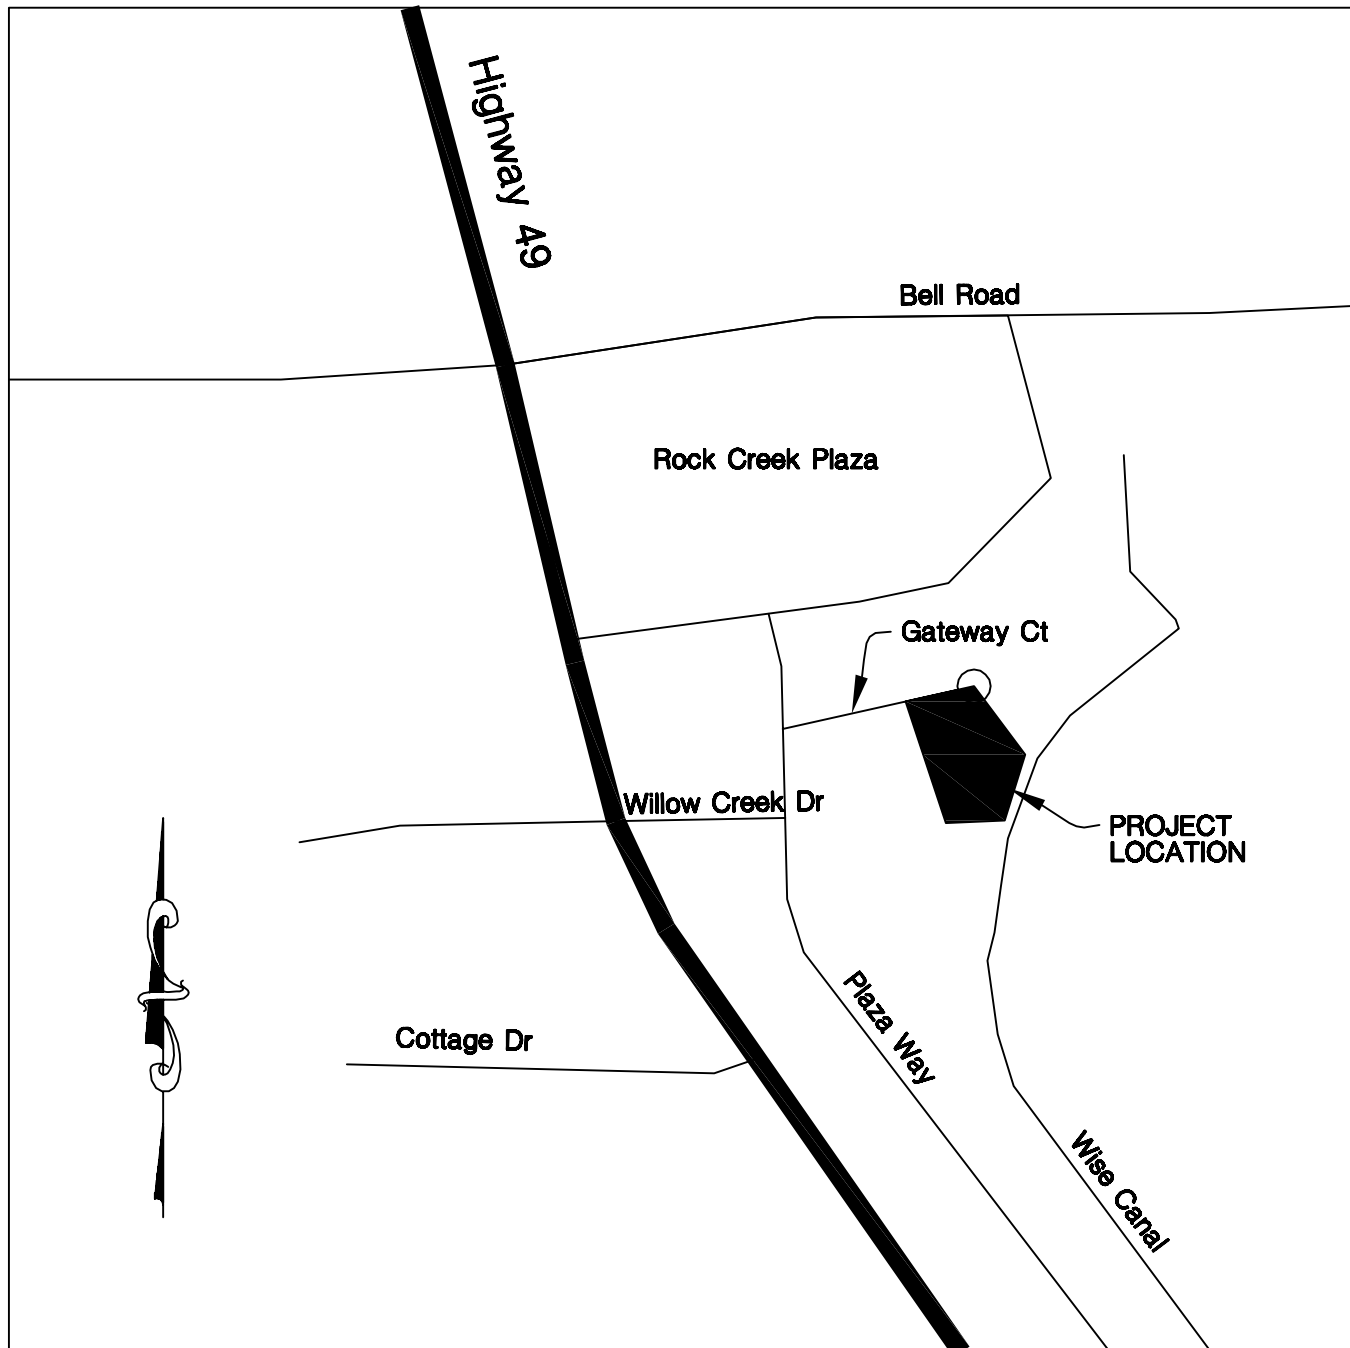 Highway 49
Bell Road
Rock Creek Plaza
Gateway Ct
Willow Creek Dr
PROJECT
LOCATION
Plaza Way
Cottage Dr
Wise Canal